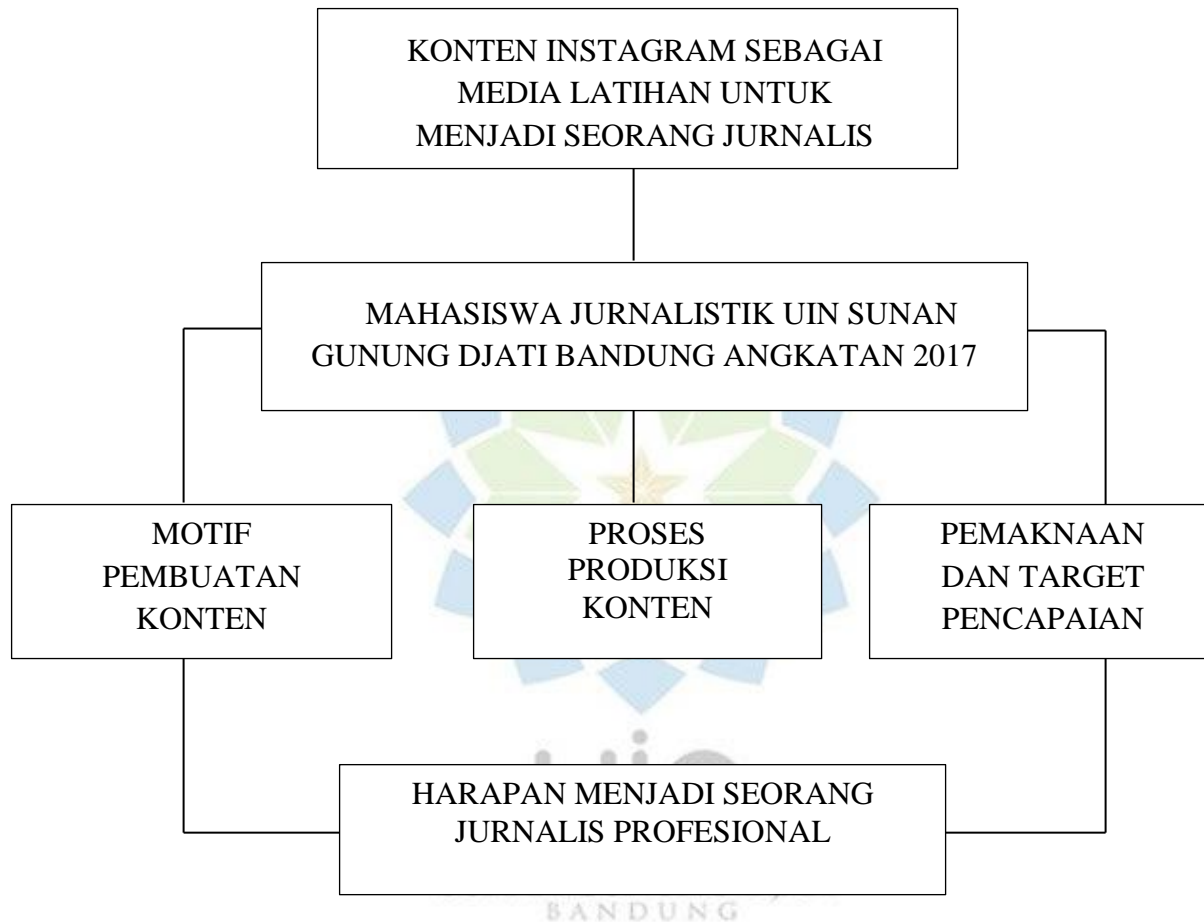 KONTEN INSTAGRAM SEBAGAI
MEDIA LATIHAN UNTUK
MENJADI SEORANG JURNALIS
MAHASISWA JURNALISTIK UIN SUNAN
GUNUNG DJATI BANDUNG ANGKATAN 2017
MOTIF
PEMBUATAN
KONTEN
PROSES
PRODUKSI
KONTEN
PEMAKNAAN
DAN TARGET
PENCAPAIAN
HARAPAN MENJADI SEORANG
JURNALIS PROFESIONAL
BANDUNG